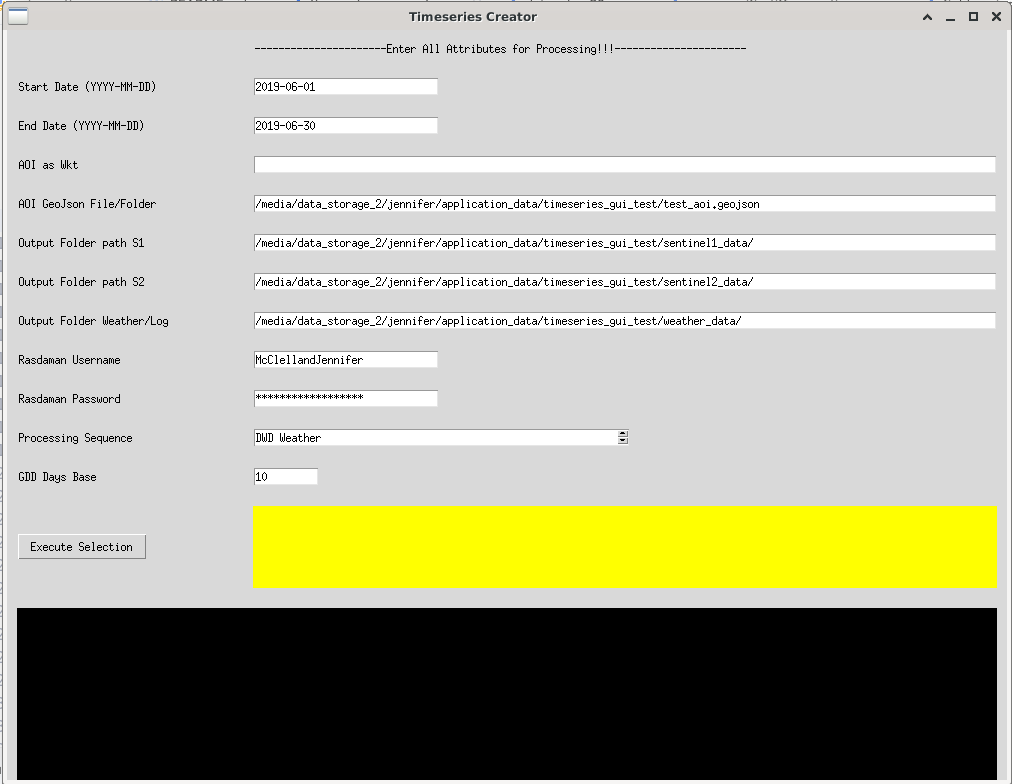 Timeseries Creator
----------------------Enter All Attributes for Processing!!!----------------------
Start Date (YYYY-MM-DD) 2019-06-01
End Date (YYYY-MM-DD) 2019-06-30
AOI as Wkt
AOI GeoJson File/Folder /media/data_storage_2/jennifer/application_data/timeseries_gui_test/test_aoi.geojson
Output Folder path S1 /media/data_storage_2/jennifer/application_data/timeseries_gui_test/sentinel1_data/
Output Folder path S2 /media/data_storage_2/jennifer/application_data/timeseries_gui_test/sentinel2_data/
Output Folder Weather/Log /media/data_storage_2/jennifer/application_data/timeseries_gui_test/weather_data/
Rasdaman Username McClellandJennifer
Rasdaman Password ******************
Processing Sequence DWD Weather
GDD Days Base 10
Execute Selection